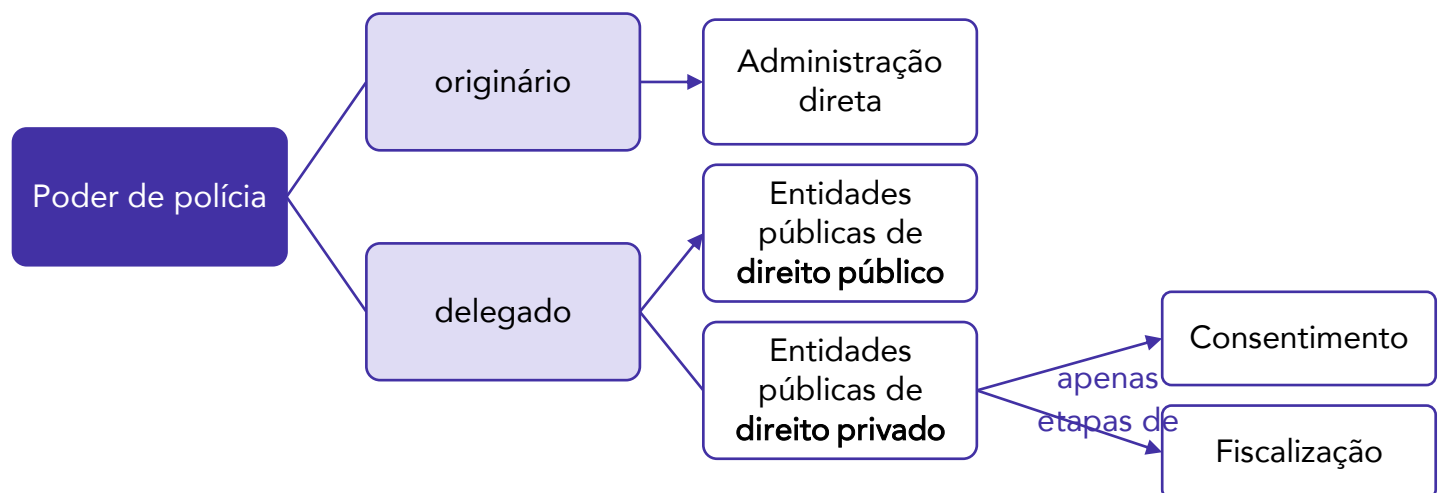 Poder de polícia
originário
Administração
direta
delegado
Entidades
públicas de
direito público
Entidades
públicas de
direito privado
apenas
etapas de
Consentimento
Fiscalização